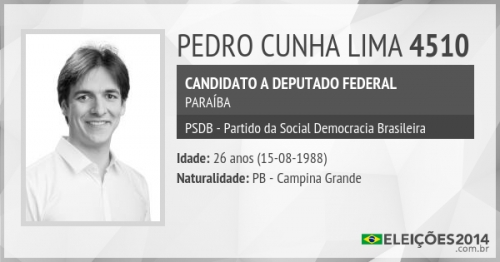 PEDRO CUNHA LIMA 4510
CANDIDATO A DEPUTADO FEDERAL
PARAÍBA
PSDB - Partido da Social Democracia Brasileira
Idade: 26 anos (15-08-1988)
Naturalidade: PB - Campina Grande
ELEIÇÕES2014
.com.br